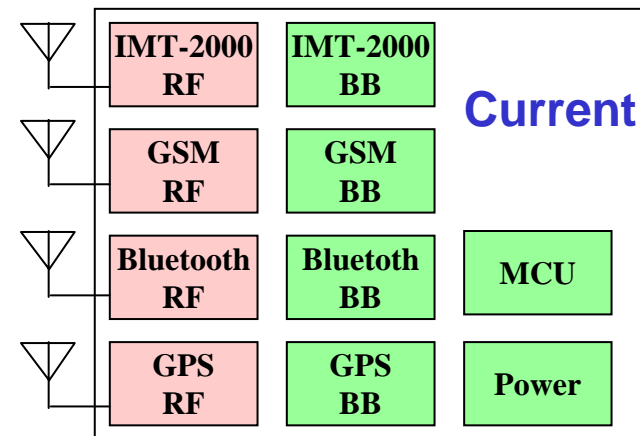 IMT-2000
RF
IMT-2000
BB
Current
GSM
RF
GSM
BB
Bluetooth
RF
Bluetoth
BB
MCU
GPS
RF
GPS
BB
Power